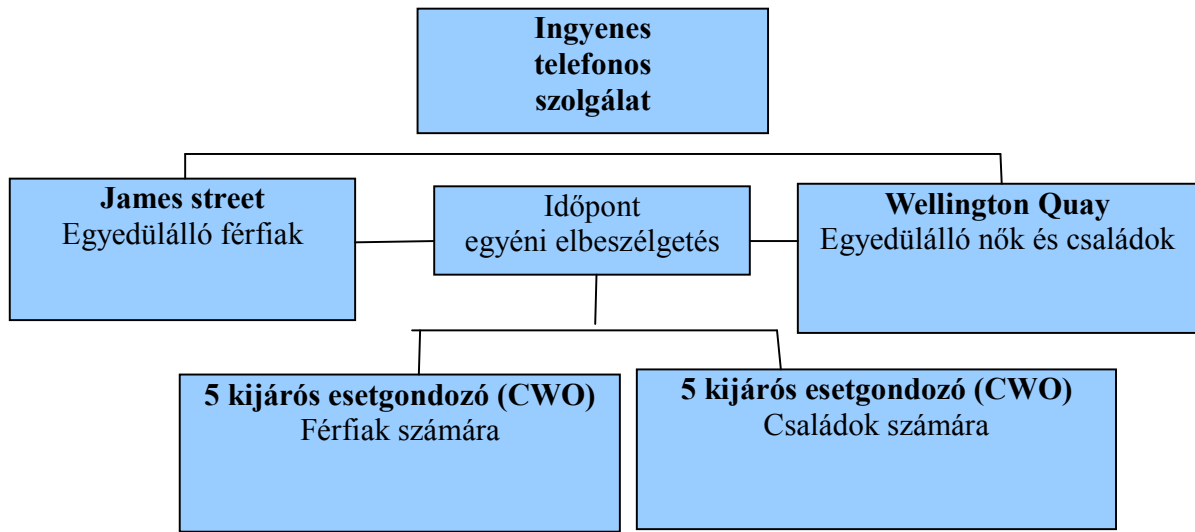 Ingyenes
telefonos
szolgálat
James street
Egyedülálló férfiak
Időpont
egyéni elbeszélgetés
Wellington Quay
Egyedülálló nők és családok
5 kijárós esetgondozó (CWO)
Férfiak számára
5 kijárós esetgondozó (CWO)
Családok számára